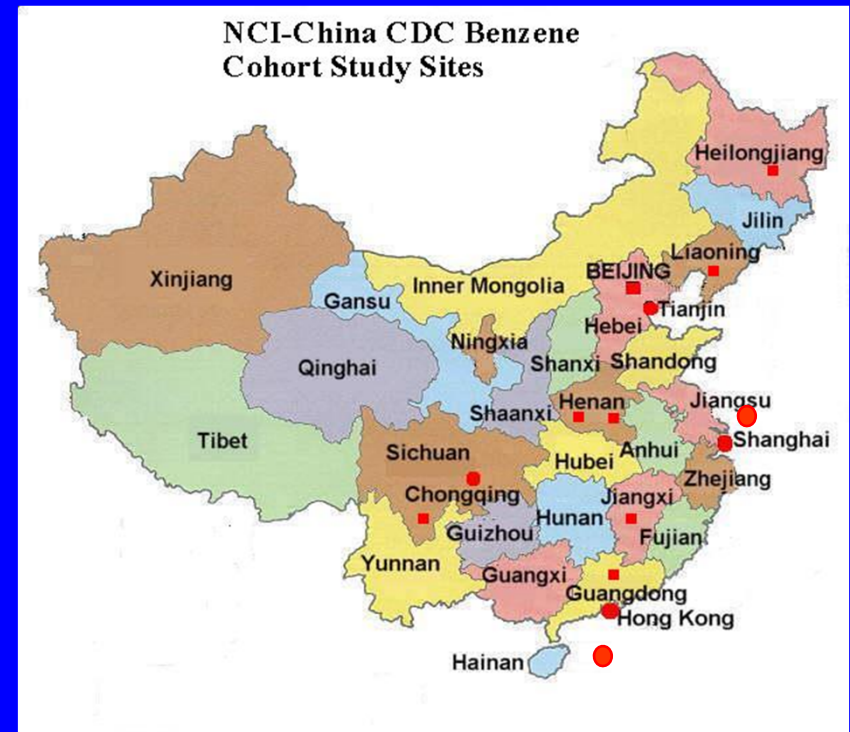 NCI-China CDC Benzene
Cohort Study Sites
Heilongjiang
Jilin
Liaoning
BEIJING
Tianjin
Xinjiang
Gansu
Inner Mongolia
Hebei
Ningxia
Qinghai
Shanxi
Shandong
Shaanxi
Henan
Jiangsu
Shanghai
Tibet
Sichuan
Hubei
Anhui
Zhejiang
Chongqing
Jiangxi
Hunan
Guizhou
Fujian
Yunnan
Guangxi
Guangdong
Hong Kong
Hainan